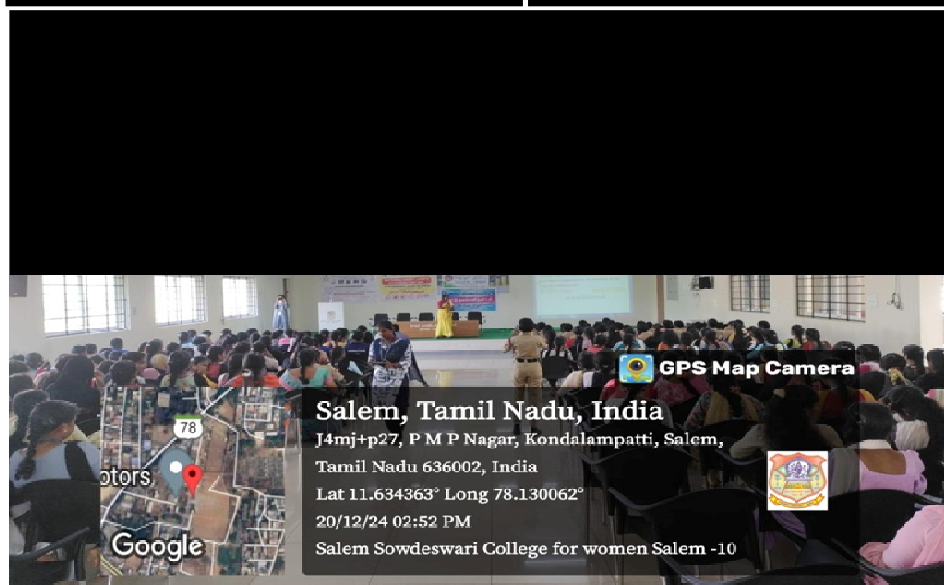 GPS Map Camera
Salem, Tamil Nadu, India
J4mj+p27, P M P Nagar, Kondalampatti, Salem,
Tamil Nadu 636002, India
Lat 11.634363° Long 78.130062°
20/12/24 02:52 PM
Salem Sowdeswari College for women Salem -10
78
otors
Google